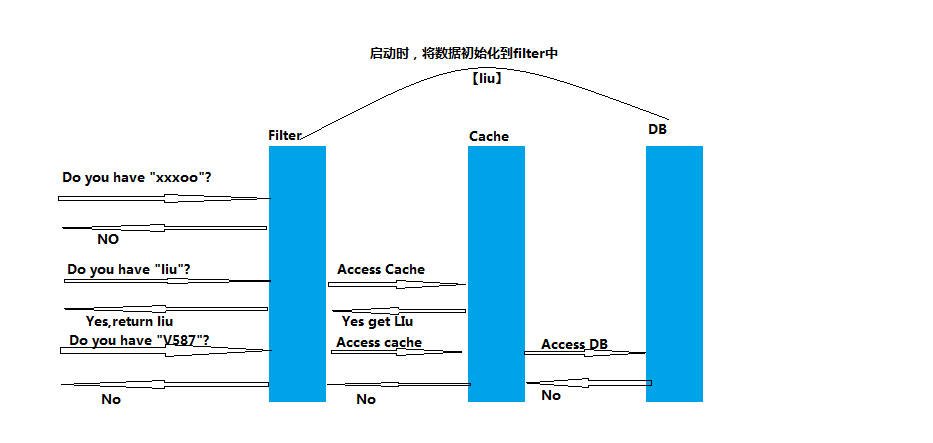 启动时，将数据初始化到filter中
【liu】
Filter
Cache
DB
Do you have "xxxoo"?
NO
Do you have "liu"?
Access Cache
Yes,return liu
Yes get LIu
Do you have "V587"?
Access cache
Access DB
No
No
No